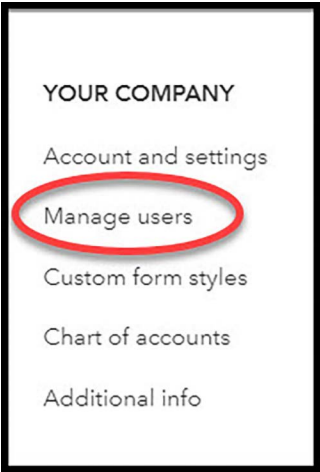 YOUR COMPANY
Account and settings
Manage users
Custom form styles
Chart of accounts
Additional info